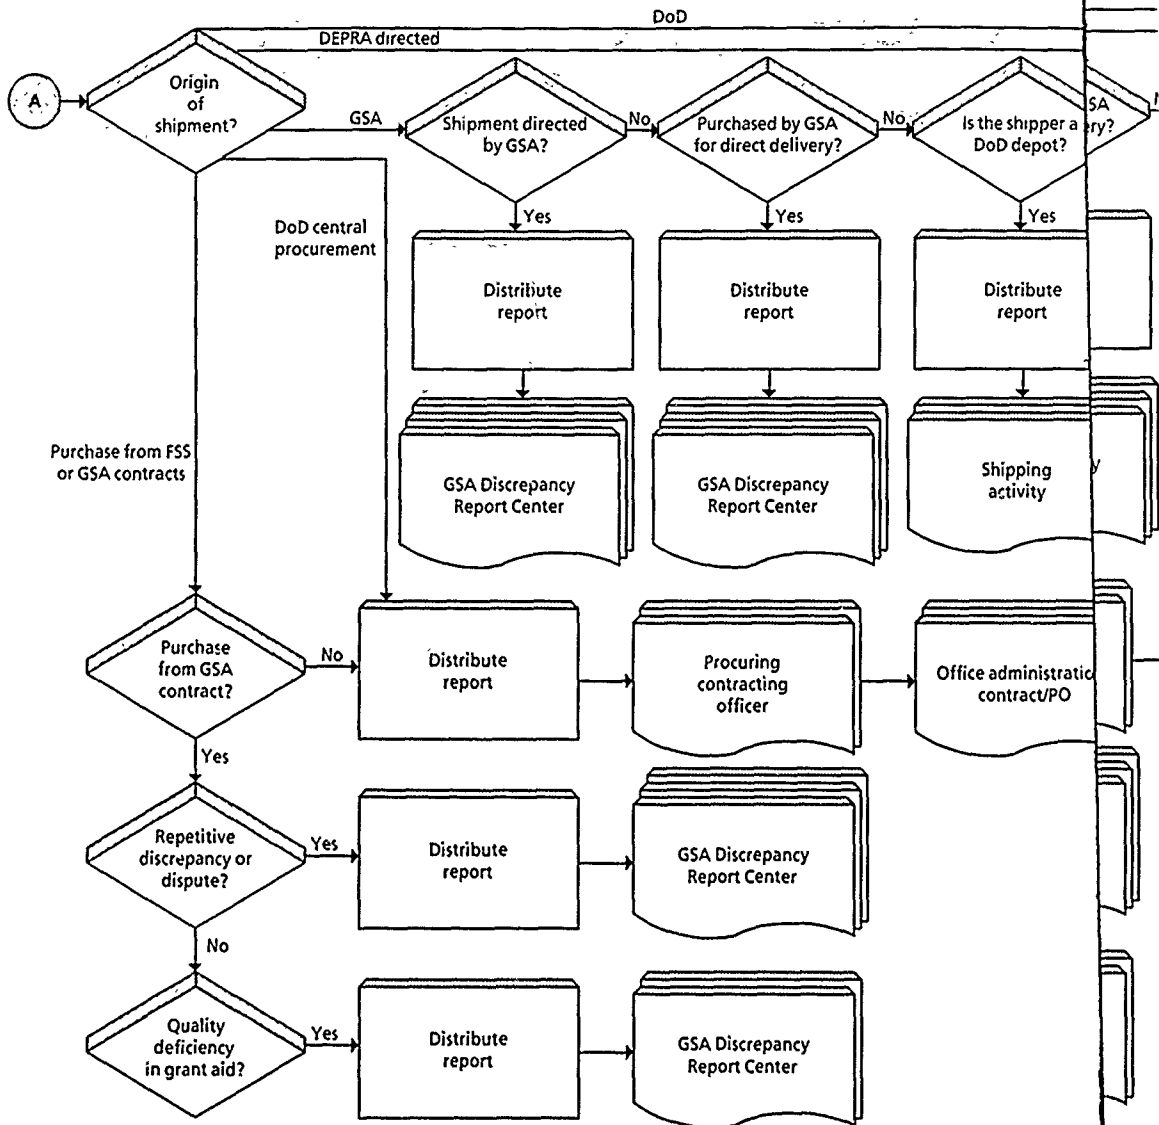 DoD
DEPRA directed
A
Origin
of
shipment?
GSA
Shipment directed
by GSA?
No
Purchased by GSA
for direct delivery?
No
Is the shipper a
DoD depot?
Yes
Yes
Yes
DoD central
procurement
Distribute
report
Distribute
report
Distribute
report
Purchase from FSS
or GSA contracts
GSA Discrepancy
Report Center
GSA Discrepancy
Report Center
Shipping
activity
Purchase
from GSA
contract?
No
Distribute
report
Procuring
contracting
officer
Office administratio
contract/PO
Yes
Repetitive
discrepancy or
dispute?
Yes
Distribute
report
GSA Discrepancy
Report Center
No
Quality
deficiency
in grant aid?
Yes
Distribute
report
GSA Discrepancy
Report Center